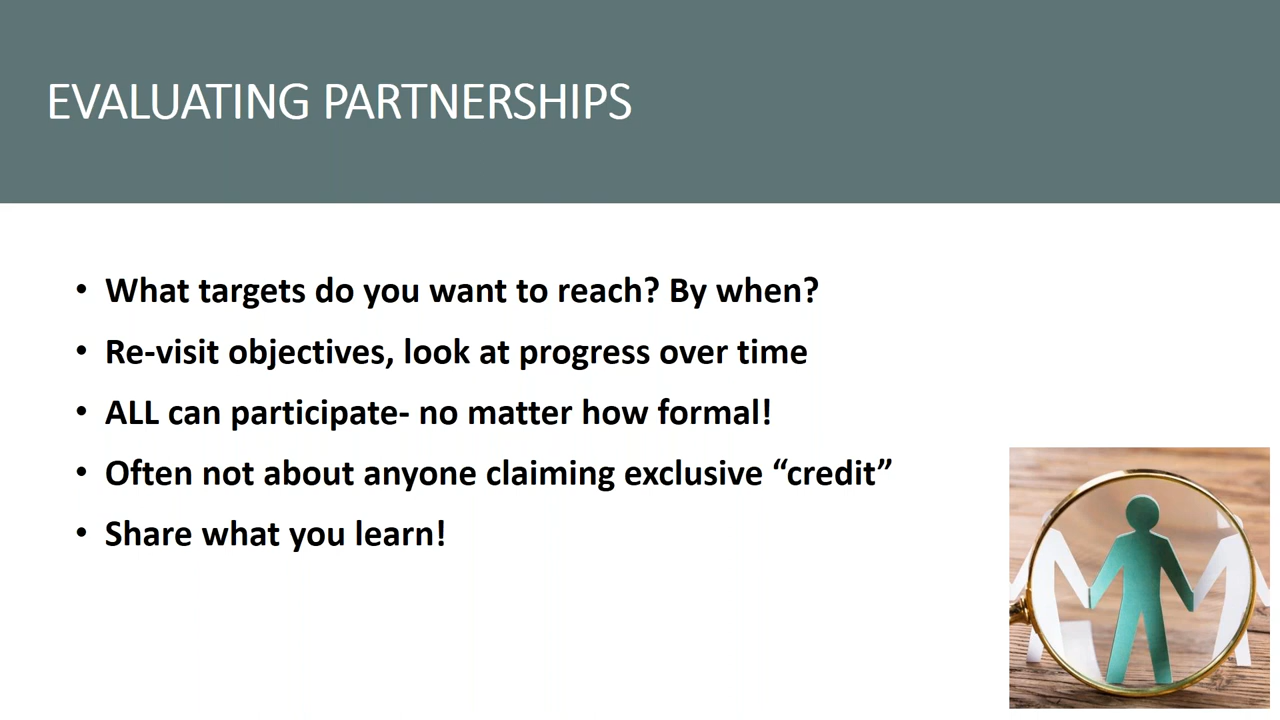 EVALUATING PARTNERSHIPS
• What targets do you want to reach? By when?
• Re-visit objectives, look at progress over time
• ALL can participate- no matter how formal!
• Often not about anyone claiming exclusive “credit”
• Share what you learn!